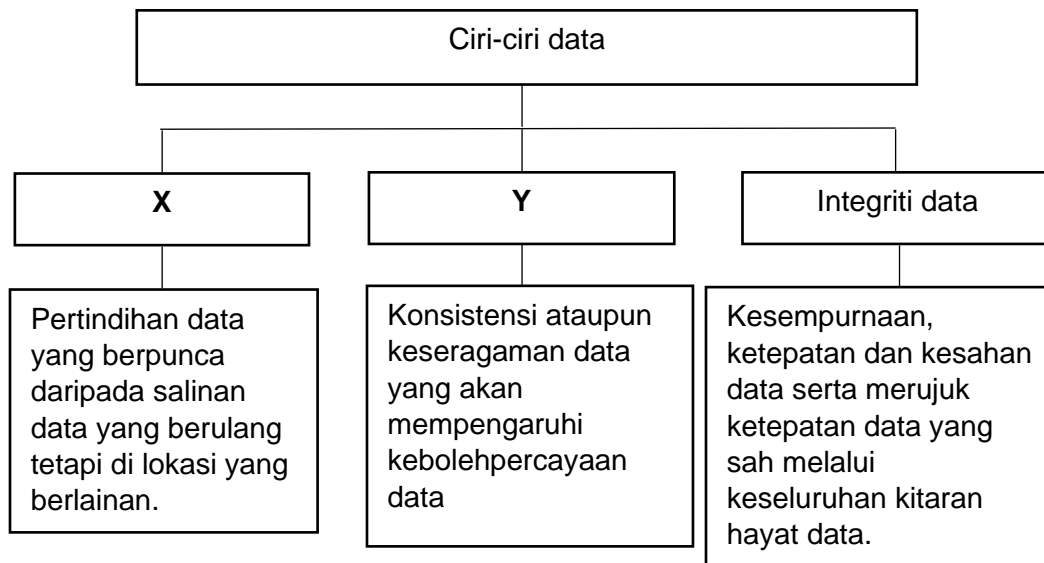 Ciri-ciri data
X
Y
Integriti data
Pertindihan data
yang berpunca
daripada salinan
data yang berulang
tetapi di lokasi yang
berlainan.
Konsistensi ataupun
keseragaman data
yang akan
mempengaruhi
kebolehpercayaan
data
Kesempurnaan,
ketepatan dan kesahan
data serta merujuk
ketepatan data yang
sah melalui
keseluruhan kitaran
hayat data.